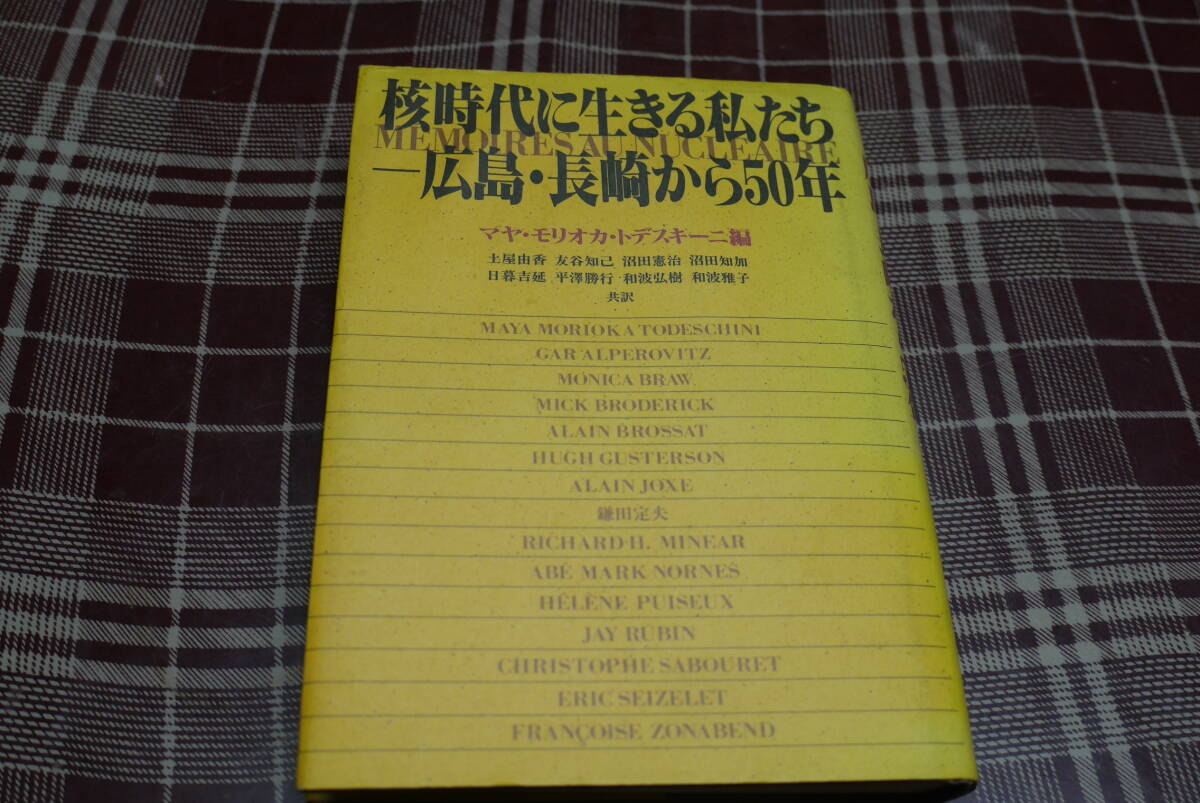 核時代に生きる私たち
MÉMOIRES AU NUCLÉAIRE
—広島・長崎から50年
マヤ・モリオカ・トデスキーニ編
土屋由香 友谷知己 沼田憲治 沼田知加
日暮吉延 平澤勝行 和波弘樹 和波雅子
共訳
MAYA MORIOKA TODESCHINI
GAR ALPEROVITZ
MONICA BRAW
MICK BRODERICK
ALAIN BROSSAT
HUGH GUSTERSON
ALAIN JOXE
鎌田定夫
RICHARD H. MINEAR
ABÉ MARK NORNES
HÉLÈNE PUISEUX
JAY RUBIN
CHRISTOPHE SABOURET
ERIC SEIZELET
FRANÇOISE ZONABEND